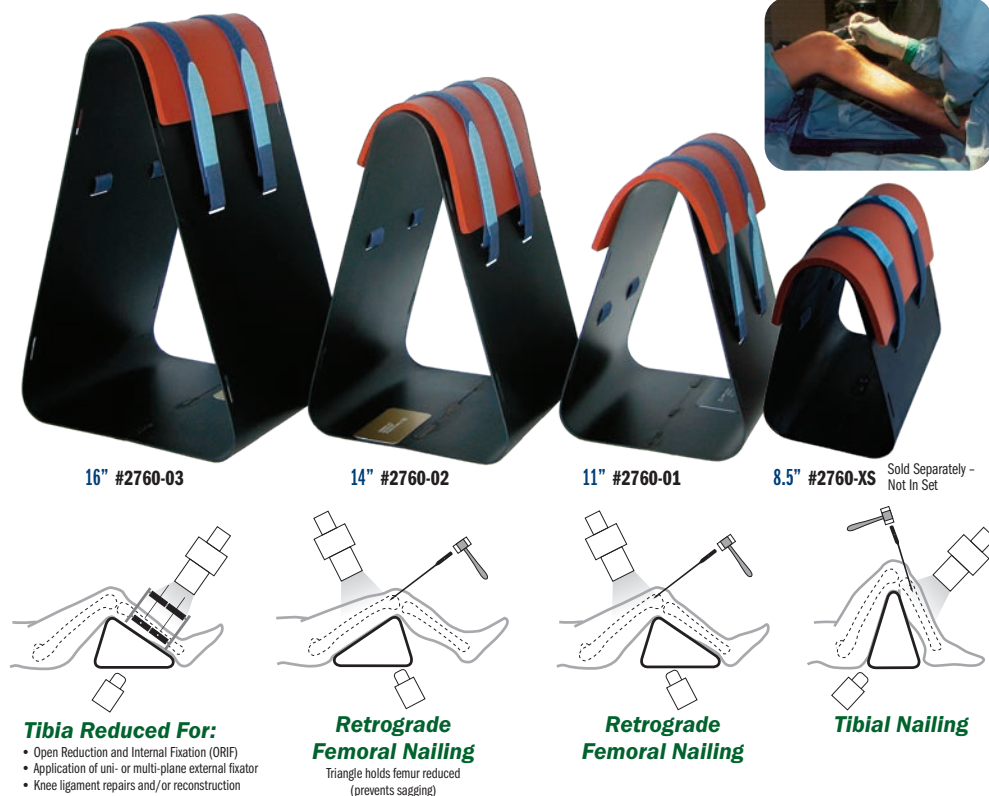 16” #2760-03
14” #2760-02
11” #2760-01
8.5” #2760-XS
Sold Separately –
Not In Set
Tibia Reduced For:
• Open Reduction and Internal Fixation (ORIF)
• Application of uni- or multi-plane external fixator
• Knee ligament repairs and/or reconstruction
Retrograde
Femoral Nailing
Triangle holds femur reduced
(prevents sagging)
Retrograde
Femoral Nailing
Tibial Nailing